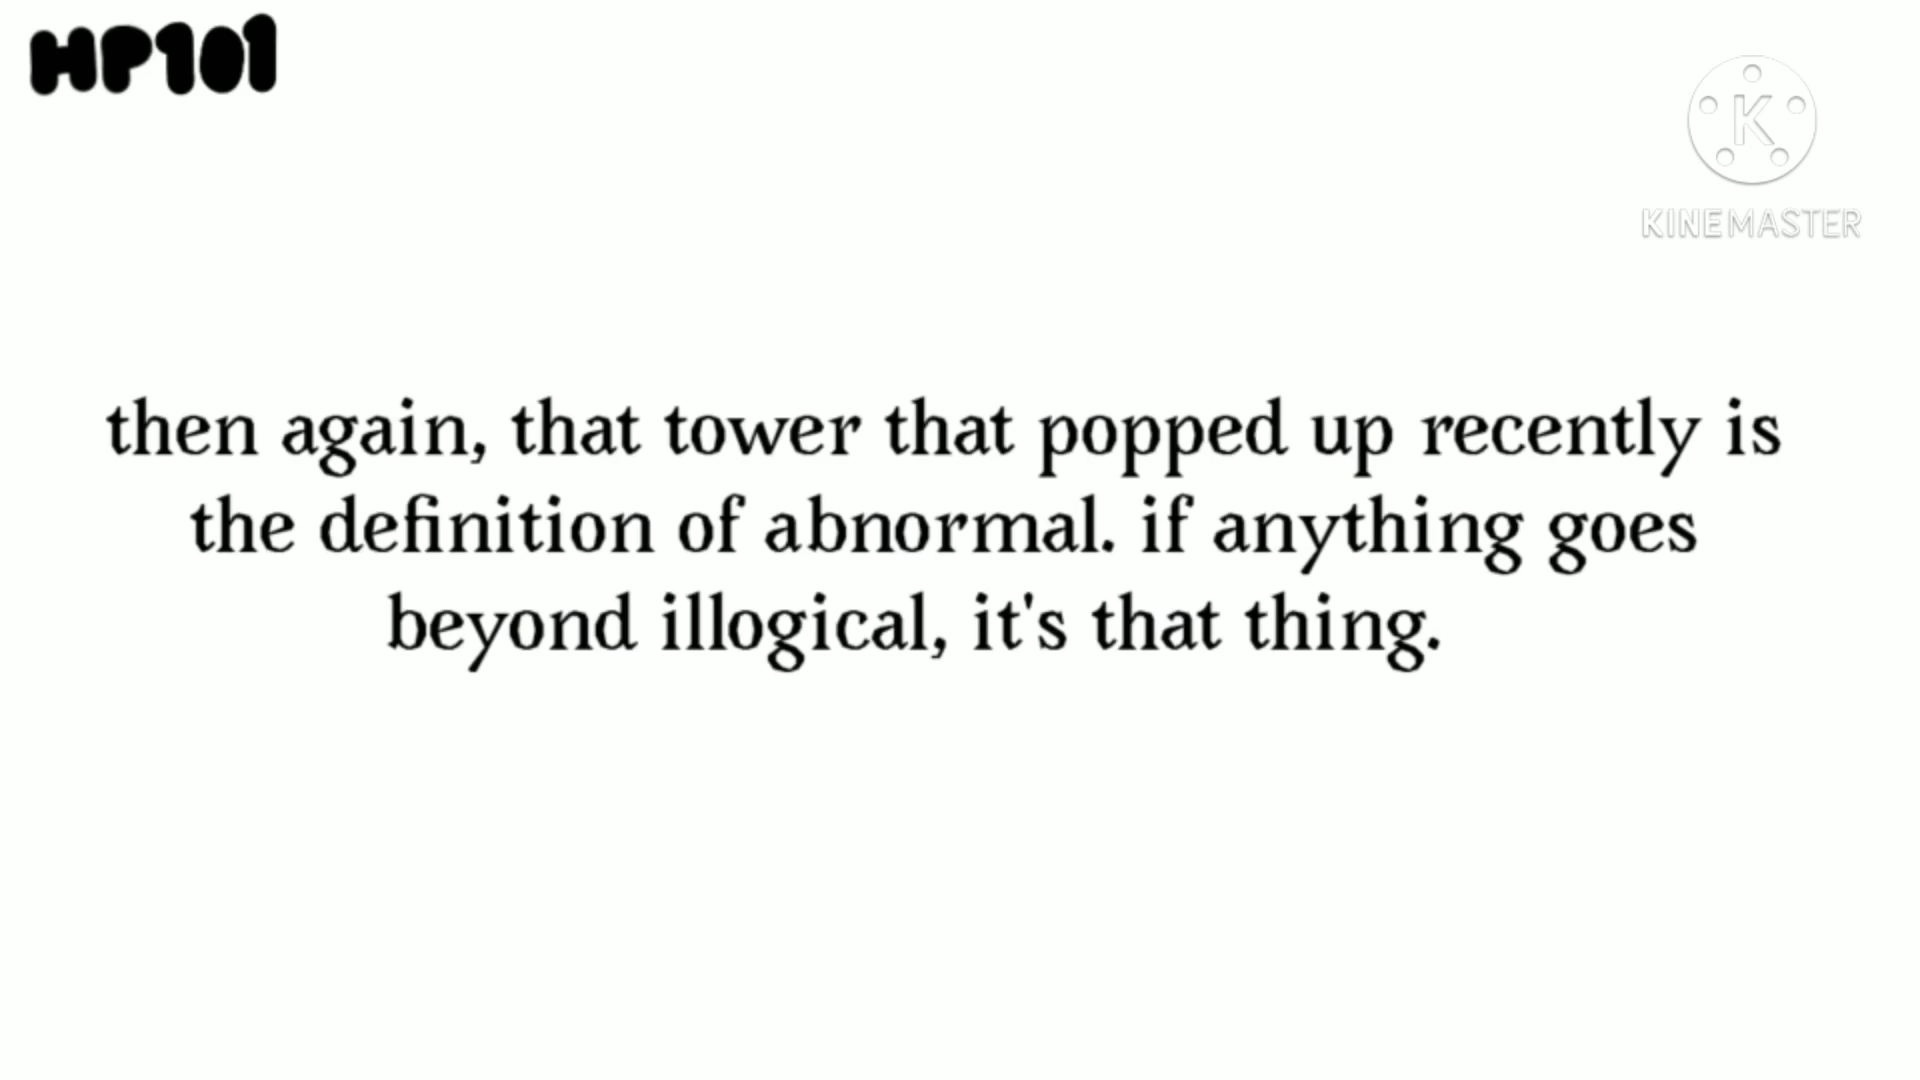 HP101
K
KINEMASTER
then again, that tower that popped up recently is
the definition of abnormal. if anything goes
beyond illogical, it's that thing.